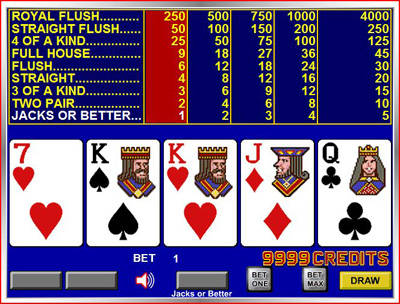 ROYAL FLUSH.......... 250 500 750 1000 4000
STRAIGHT FLUSH...... 50 100 150 200 250
4 OF A KIND............ 25 50 75 100 125
FULL HOUSE............ 9 18 27 36 45
FLUSH.................... 6 12 18 24 30
STRAIGHT............... 4 8 12 16 20
3 OF A KIND............ 3 6 9 12 15
TWO PAIR............... 2 4 6 8 10
JACKS OR BETTER... 1 2 3 4 5
7 K K J Q
BET 1 9999 CREDITS
BET ONE BET MAX DRAW
Jacks or Better